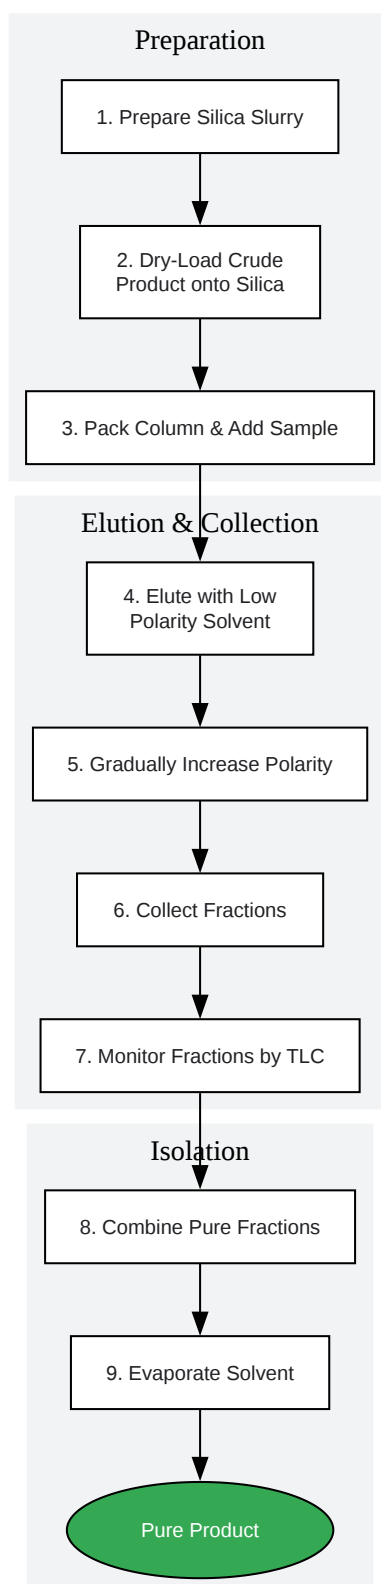 Preparation
1. Prepare Silica Slurry
2. Dry-Load Crude
Product onto Silica
3. Pack Column & Add Sample
Elution & Collection
4. Elute with Low
Polarity Solvent
5. Gradually Increase Polarity
6. Collect Fractions
7. Monitor Fractions by TLC
Isolation
8. Combine Pure Fractions
9. Evaporate Solvent
Pure Product